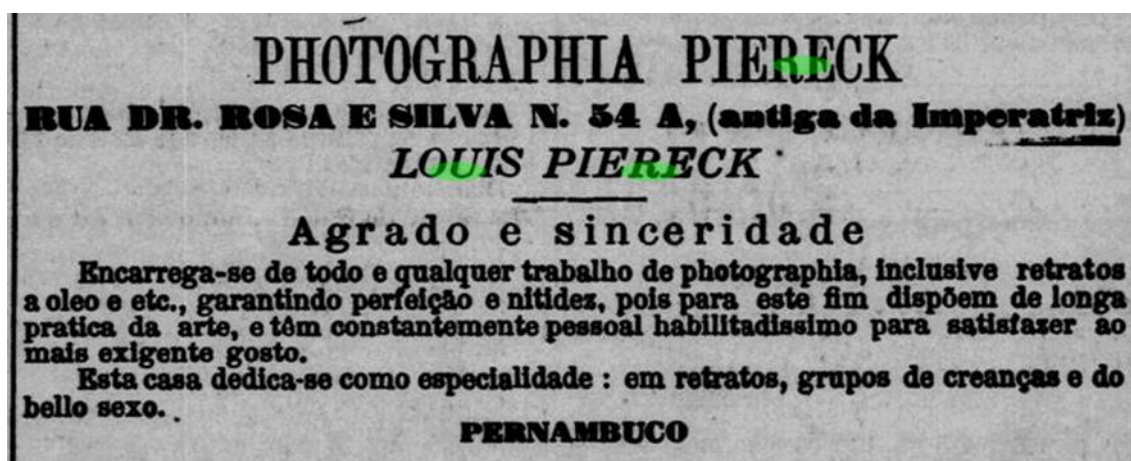 PHOTOGRAPHIA PIERECK
RUA DR. ROSA E SILVA N. 54 A, (antiga da Imperatriz)
LOUIS PIERECK
Agrado e sinceridade
Encarrega-se de todo e qualquer trabalho de photographia, inclusive retratos
a oleo e etc., garantindo perfeição e nitidez, pois para este fim dispõem de longa
pratica da arte, e têm constantemente pessoal habilitadissimo para satisfazer ao
mais exigente gosto.
Esta casa dedica-se como especialidade : em retratos, grupos de creanças e do
bello sexo.
PERNAMBUCO